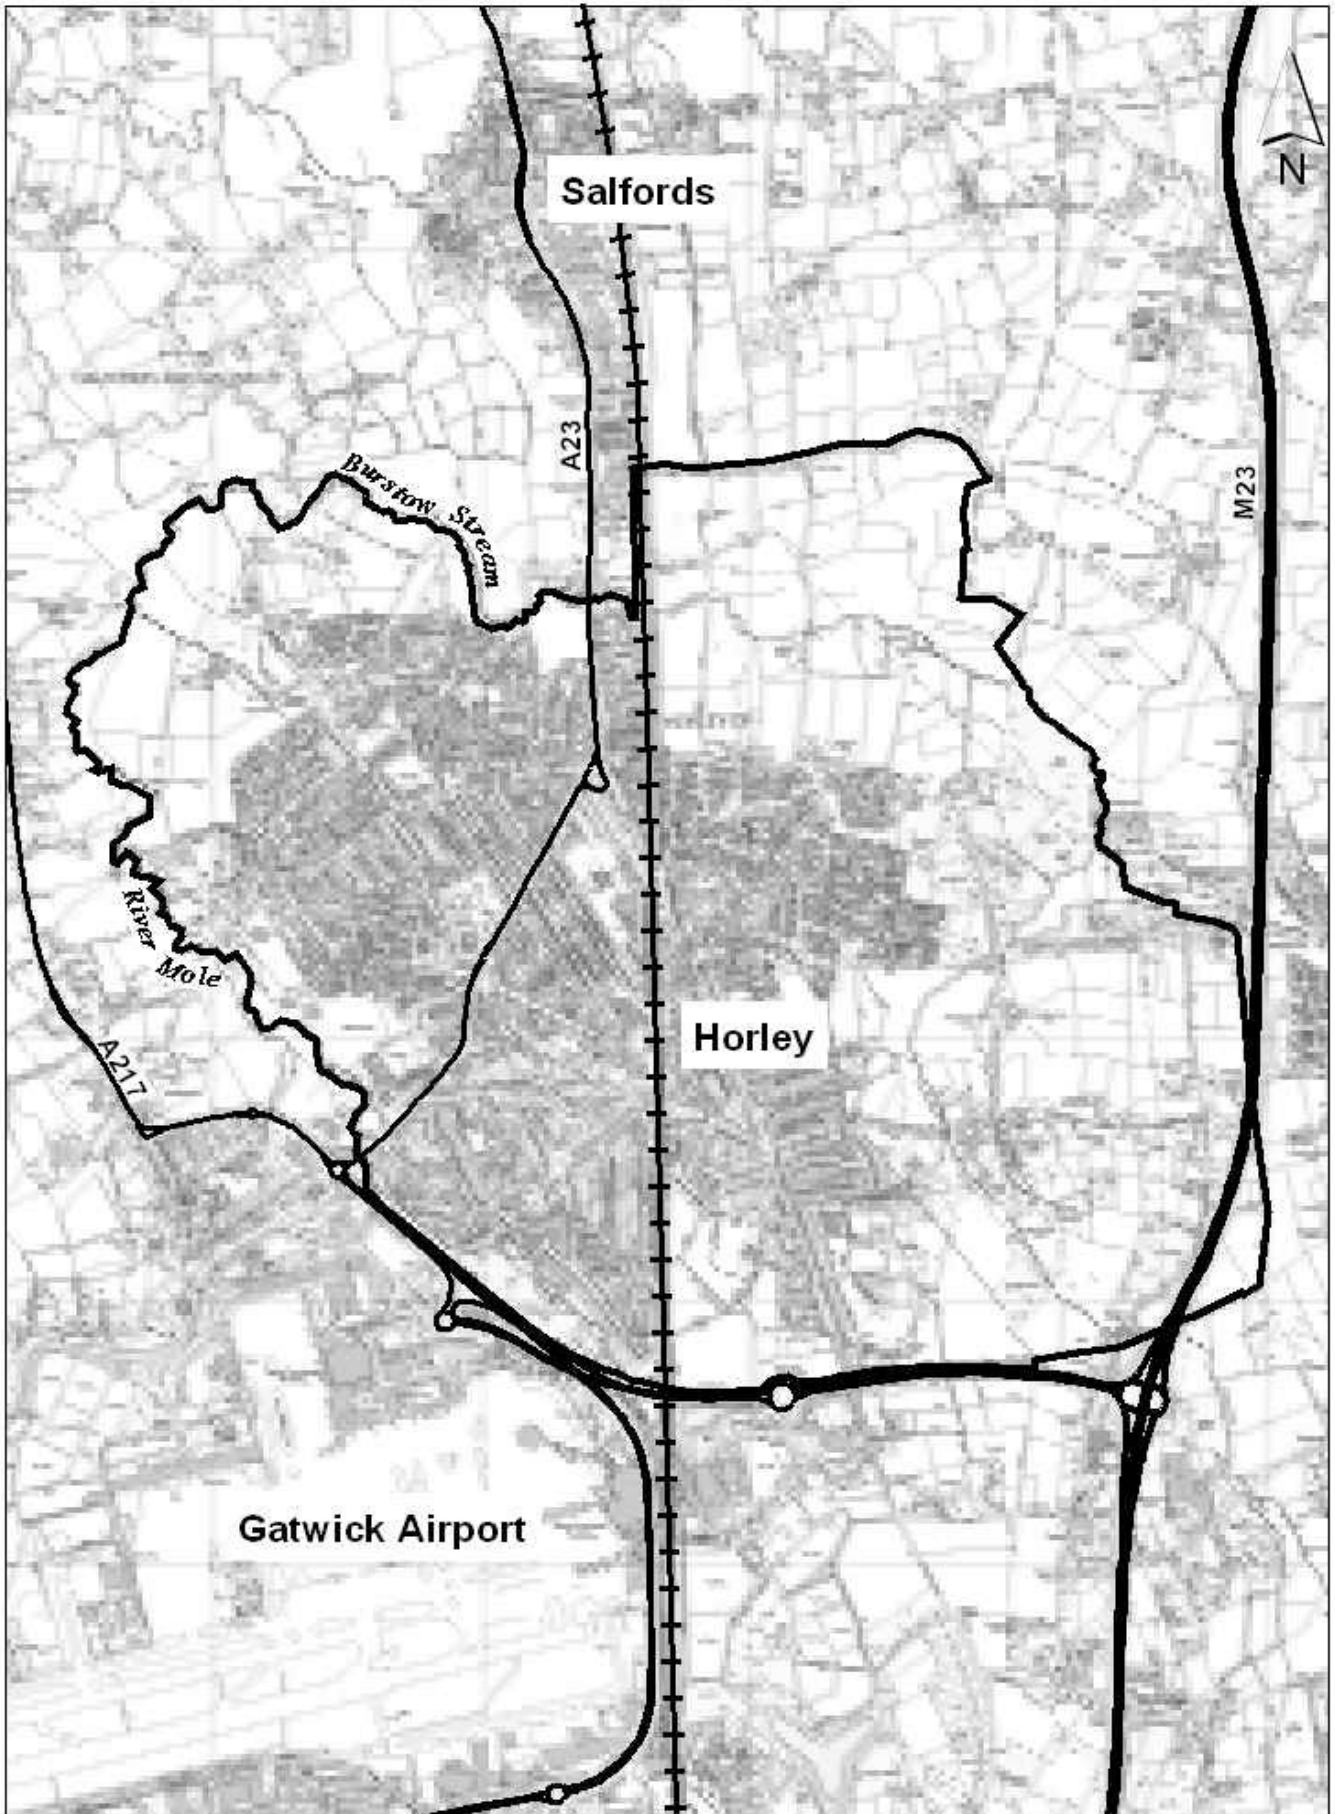 N
Salfords
A23
Burstow Stream
M23
River Mole
Horley
A217
Gatwick Airport